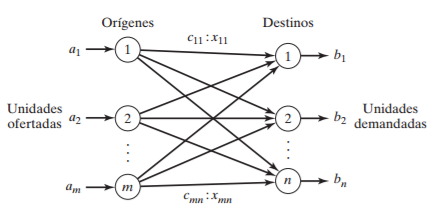 Orígenes Destinos
c11 : x11
a1 1 1 b1
Unidades ofertadas a2 2 2 b2 Unidades demandadas
⋮ ⋮
am m n bn
cmn : xmn